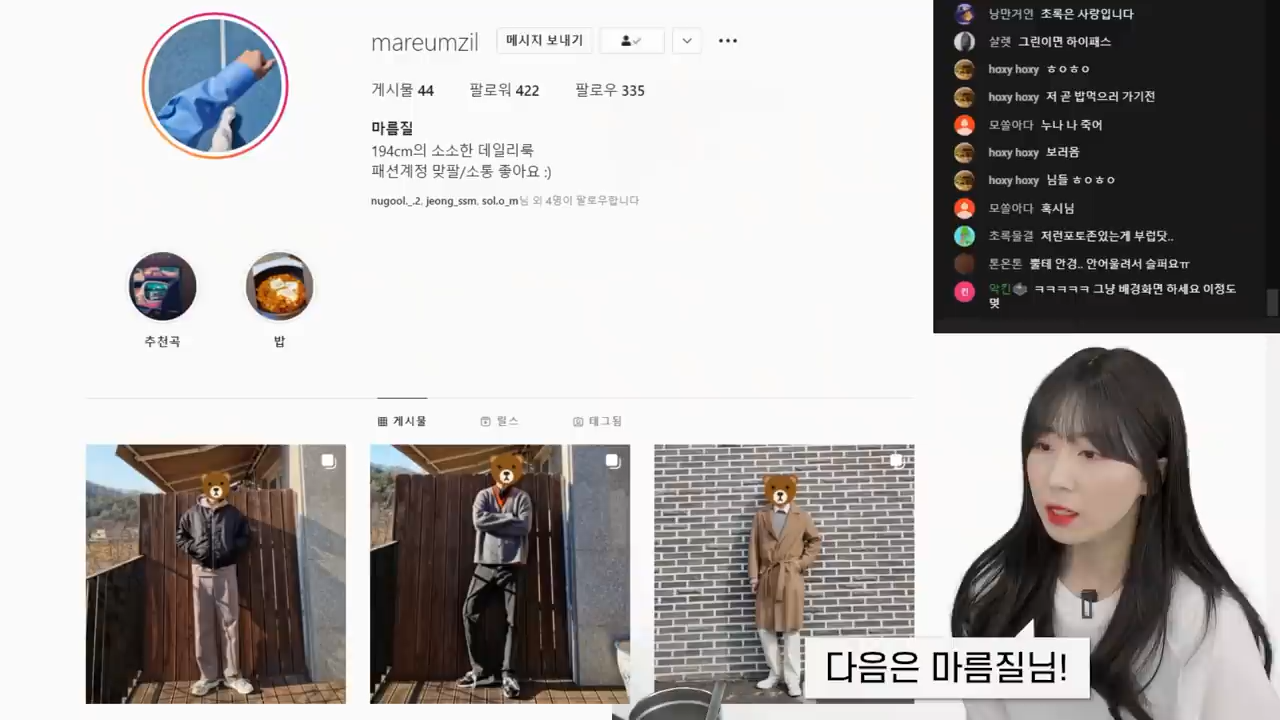 mareumzil
메시지 보내기
게시물 44 팔로워 422 팔로우 335
마름질
194cm의 소소한 데일리룩
패션계정 맞팔/소통 좋아요 :)
nugool._.2, jeong_ssm, sol.o_m님 외 4명이 팔로우합니다
추천곡 밥
게시물 릴스 태그됨
낭만거인 초록은 사랑입니다
샬렛 그린이면 하이패스
hoxy hoxy ㅎㅇㅎㅇ
hoxy hoxy 저 곧 밥먹으러 가기전
모쏠아다 누나 나 죽어
hoxy hoxy 보러옴
hoxy hoxy 님들 ㅎㅇㅎㅇ
모쏠아다 혹시님
초록물결 저런포토존있는게 부럽닷..
톤온톤 뿔테 안경.. 안어울려서 슬퍼요ㅠ
킨 악킨 ㅋㅋㅋㅋㅋ 그냥 배경화면 하세요 이정도
몇
다음은 마름질님!